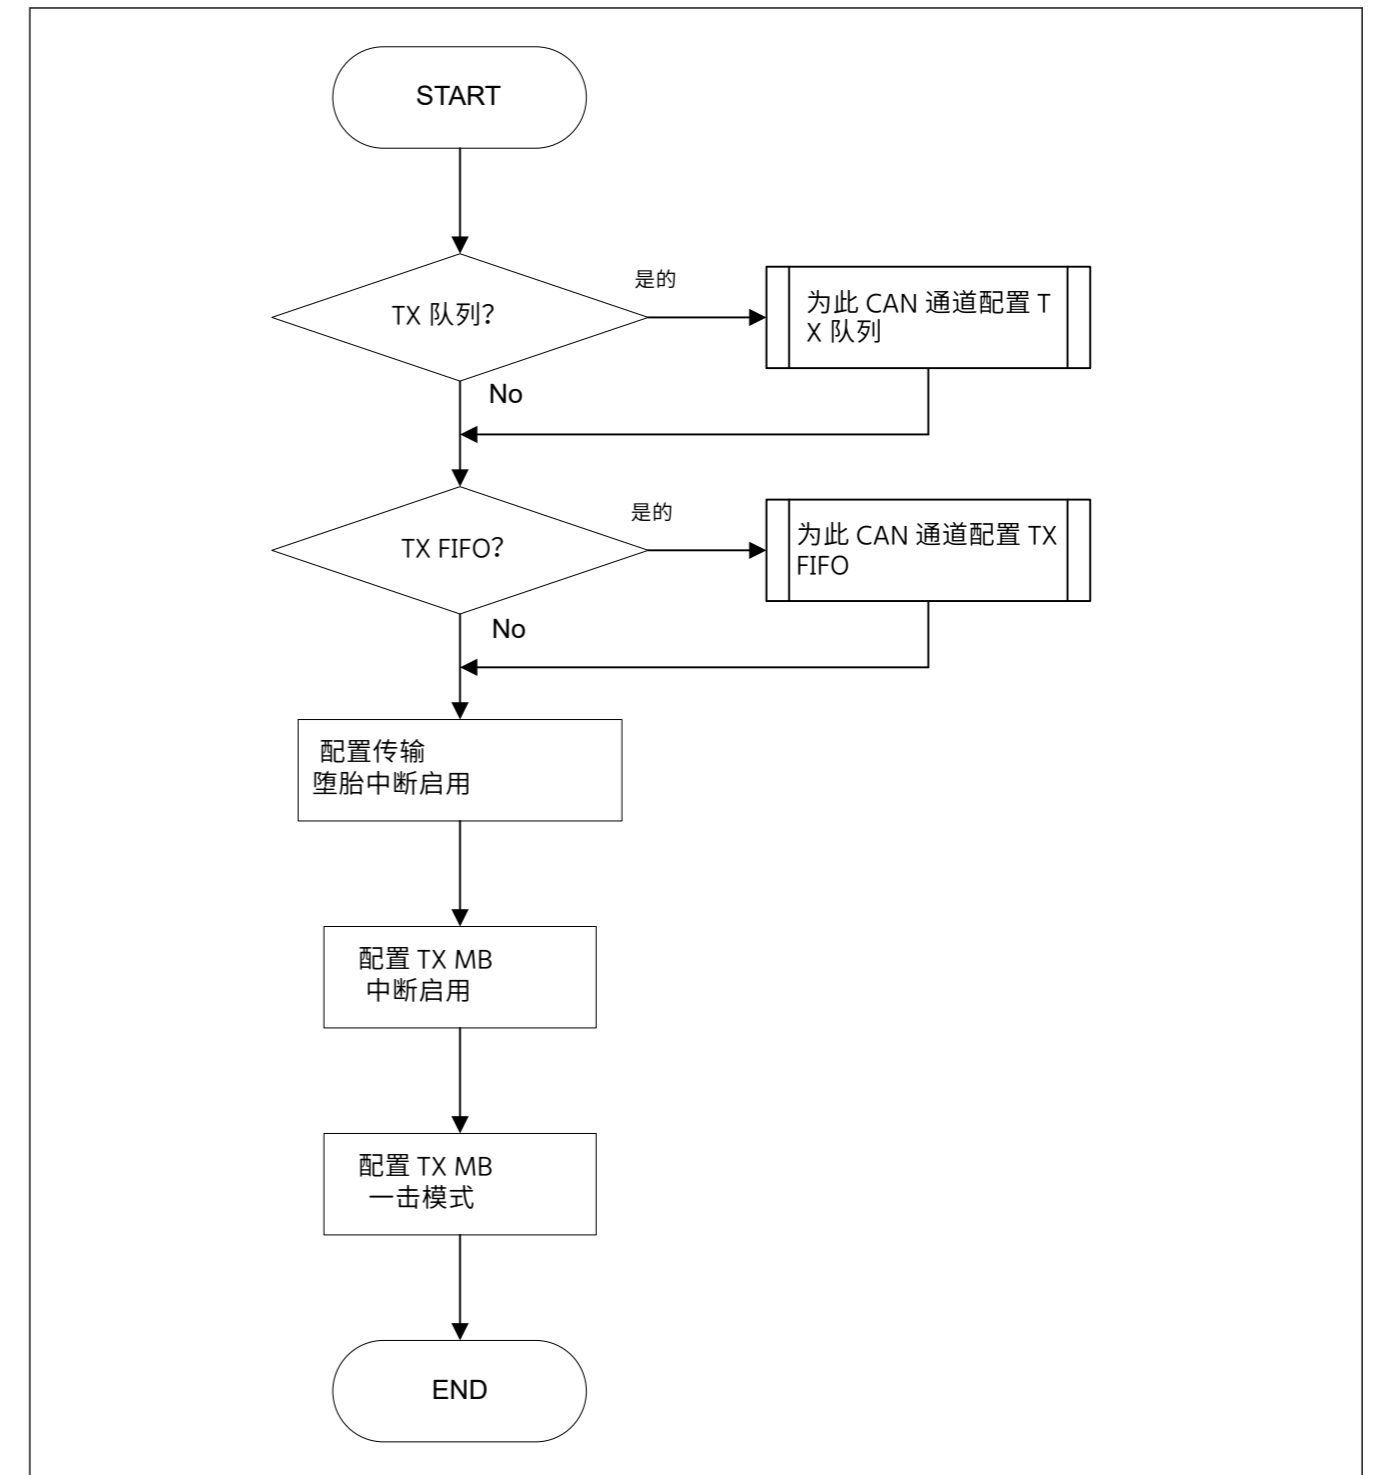 START
TX 队列？
是的
为此 CAN 通道配置 T
X 队列
No
TX FIFO？
是的
为此 CAN 通道配置 TX
FIFO
No
配置传输
堕胎中断启用
配置 TX MB
中断启用
配置 TX MB
一击模式
END